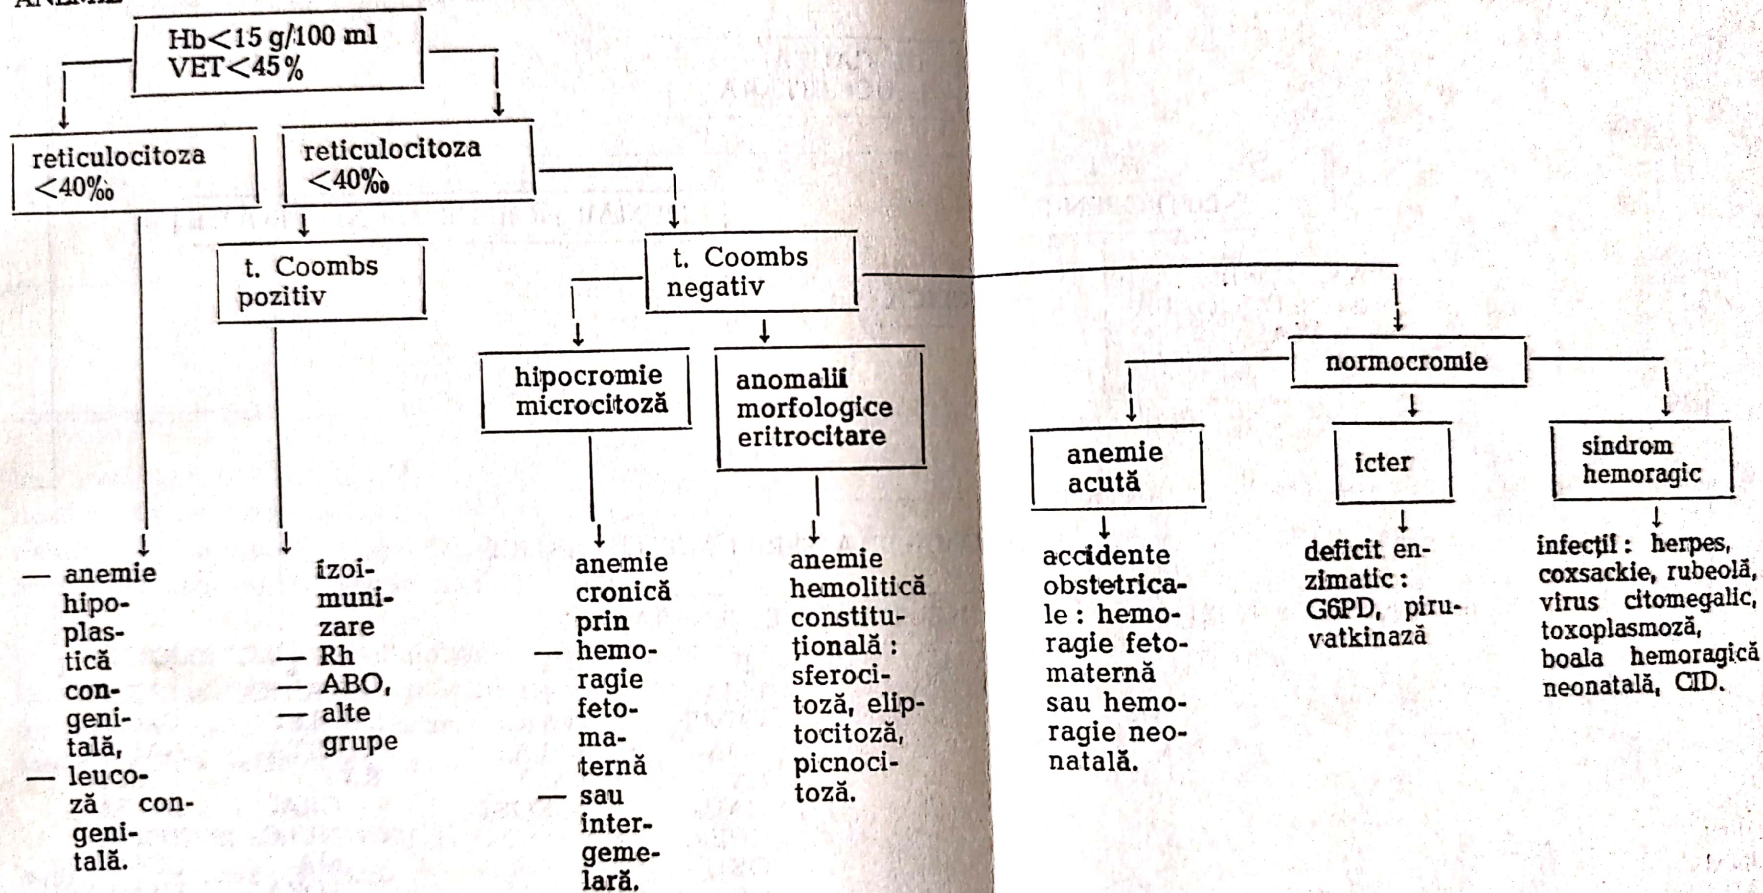 ANEMIE
Hb<15 g/100 ml
VET<45%
reticulocitoza
<40‰
reticulocitoza
<40‰
t. Coombs
pozitiv
t. Coombs
negativ
hipocromie
microcitoză
anomalii
morfologice
eritrocitare
normocromie
anemie
acută
icter
sindrom
hemoragic
— anemie
hipo-
plas-
tică
con-
geni-
tală,
— leuco-
ză con-
geni-
tală.
izoi-
muni-
zare
— Rh
— ABO,
— alte
grupe
anemie
cronică
prin
— hemo-
ragie
feto-
ma-
ternă
— sau
inter-
geme-
lară.
anemie
hemolitică
constitu-
țională :
sferoci-
toză, elip-
tocitoză,
picnoci-
toză.
accidente
obstetrica-
le : hemo-
ragie feto-
maternă
sau hemo-
ragie neo-
natală.
deficit en-
zimatic :
G6PD, piru-
vatkinază
infecții : herpes,
coxsackie, rubeolă,
virus citomegalic,
toxoplasmoză,
boala hemoragică
neonatală, CID.